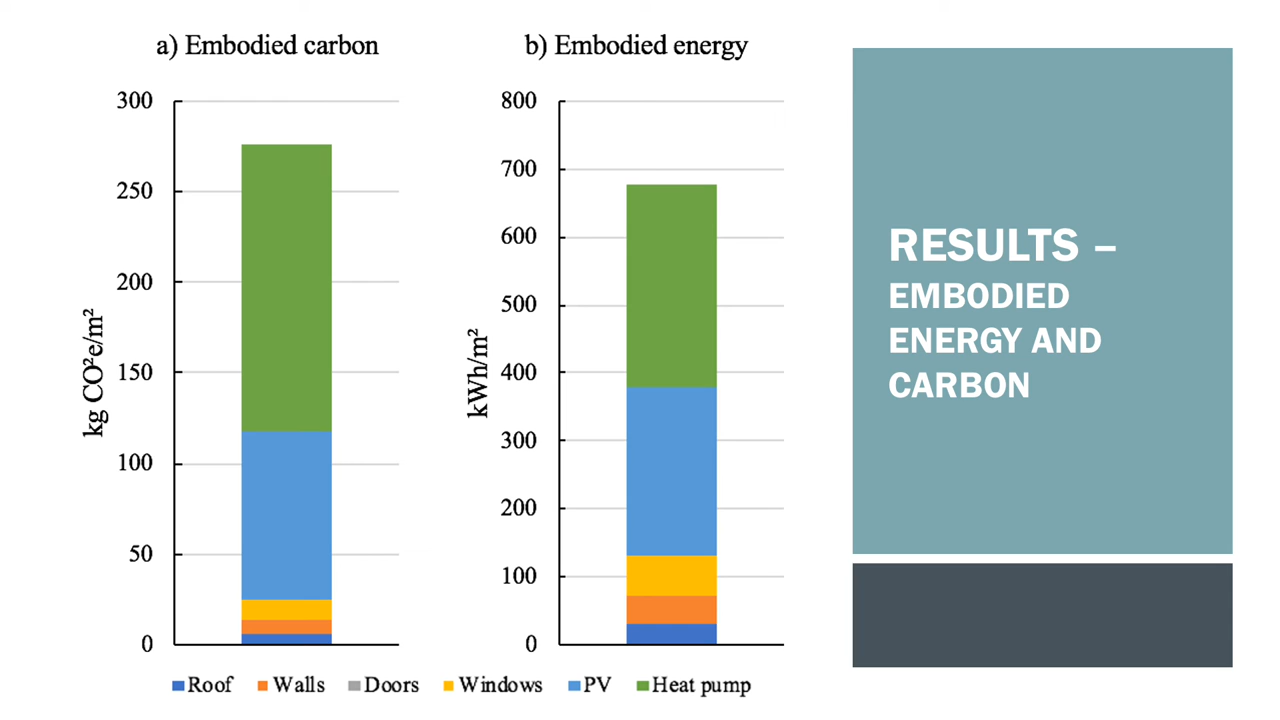 a) Embodied carbon
300
250
200
150
100
50
0
kg CO²e/m²
b) Embodied energy
800
700
600
500
400
300
200
100
0
kWh/m²
Roof Walls Doors Windows PV Heat pump
RESULTS –
EMBODIED
ENERGY AND
CARBON